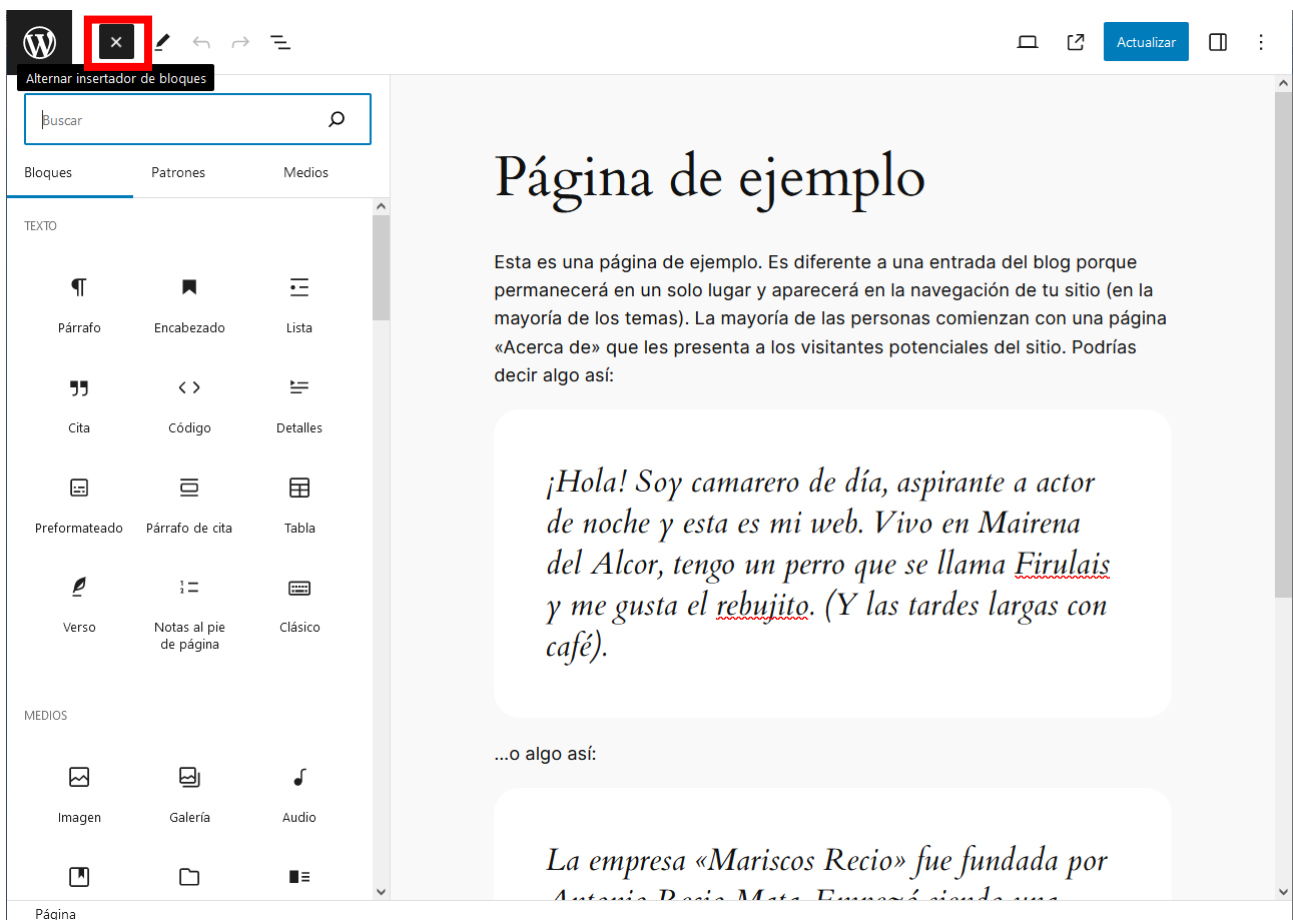 Actualizar
Alternar insertador de bloques
Buscar
Bloques Patrones Medios
TEXTO
Párrafo Encabezado Lista
Cita Código Detalles
Preformateado Párrafo de cita Tabla
Verso Notas al pie de página Clásico
MEDIOS
Imagen Galería Audio
Página
Página de ejemplo
Esta es una página de ejemplo. Es diferente a una entrada del blog porque
permanecerá en un solo lugar y aparecerá en la navegación de tu sitio (en la
mayoría de los temas). La mayoría de las personas comienzan con una página
«Acerca de» que les presenta a los visitantes potenciales del sitio. Podrías
decir algo así:
¡Hola! Soy camarero de día, aspirante a actor
de noche y esta es mi web. Vivo en Mairena
del Alcor, tengo un perro que se llama Firulais
y me gusta el rebujito. (Y las tardes largas con
café).
...o algo así:
La empresa «Mariscos Recio» fue fundada por
Antonio Recio Mata. Empezó siendo una